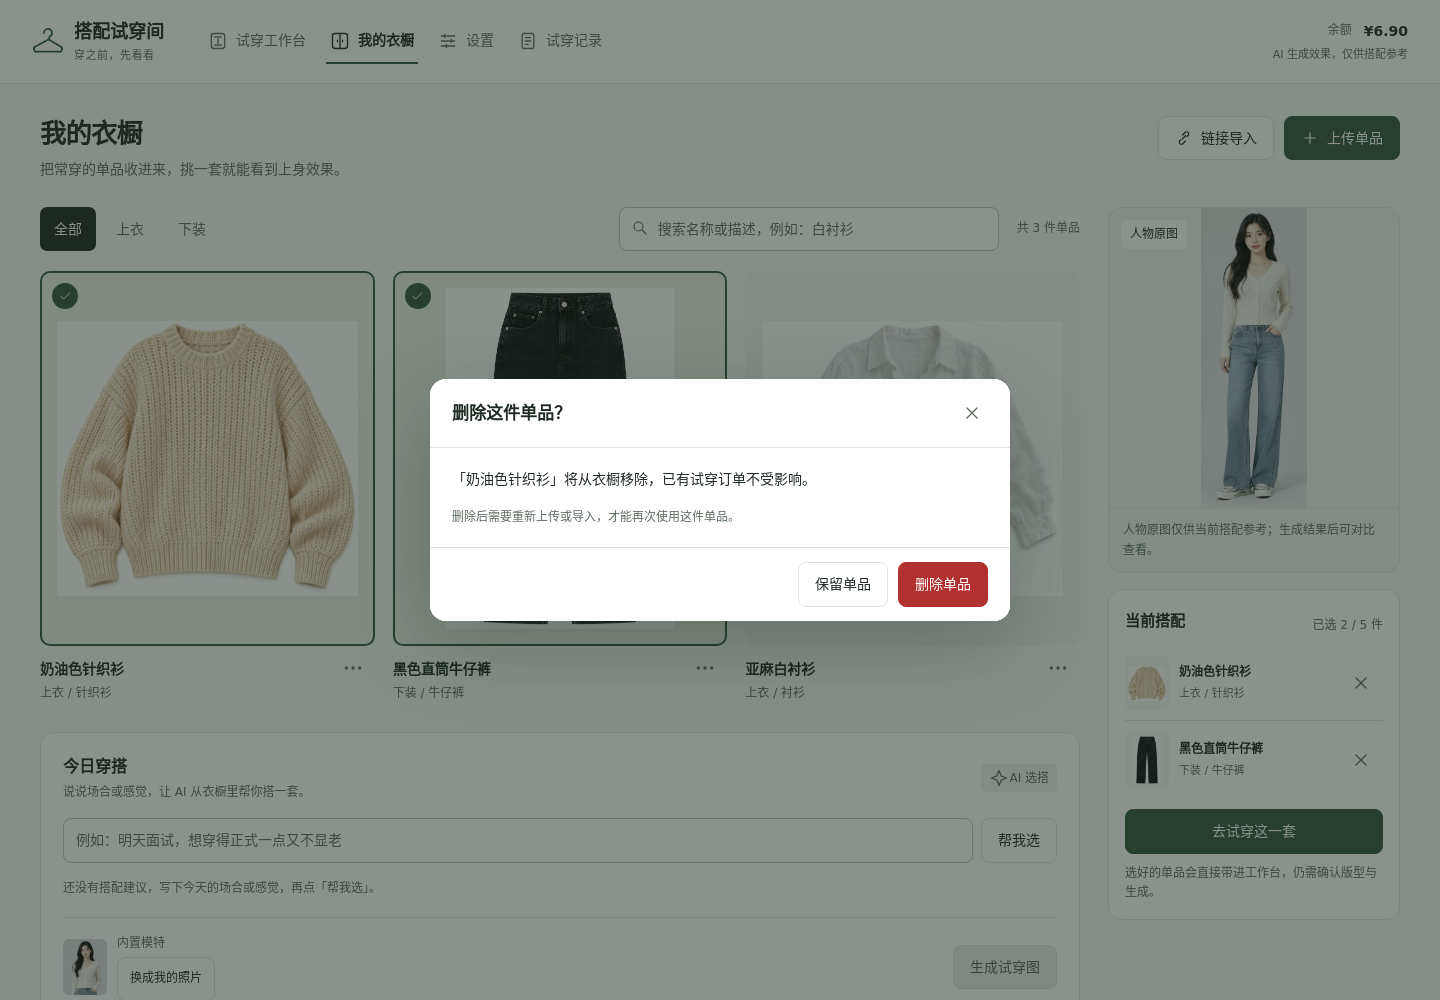 搭配试穿间
穿之前，先看看
试穿工作台
我的衣橱
设置
试穿记录
余额 ¥6.90
AI 生成效果，仅供搭配参考
我的衣橱
把常穿的单品收进来，挑一套就能看到上身效果。
链接导入
上传单品
全部
上衣
下装
搜索名称或描述，例如：白衬衫
共 3 件单品
人物原图
人物原图仅供当前搭配参考；生成结果后可对比
查看。
删除这件单品？
「奶油色针织衫」将从衣橱移除，已有试穿订单不受影响。
删除后需要重新上传或导入，才能再次使用这件单品。
保留单品
删除单品
奶油色针织衫
上衣 / 针织衫
黑色直筒牛仔裤
下装 / 牛仔裤
亚麻白衬衫
上衣 / 衬衫
当前搭配
已选 2 / 5 件
奶油色针织衫
上衣 / 针织衫
黑色直筒牛仔裤
下装 / 牛仔裤
去试穿这一套
选好的单品会直接带进工作台，仍需确认版型与
生成。
今日穿搭
说说场合或感觉，让 AI 从衣橱里帮你搭一套。
AI 选搭
例如：明天面试，想穿得正式一点又不显老
帮我选
还没有搭配建议，写下今天的场合或感觉，再点「帮我选」。
内置模特
换成我的照片
生成试穿图